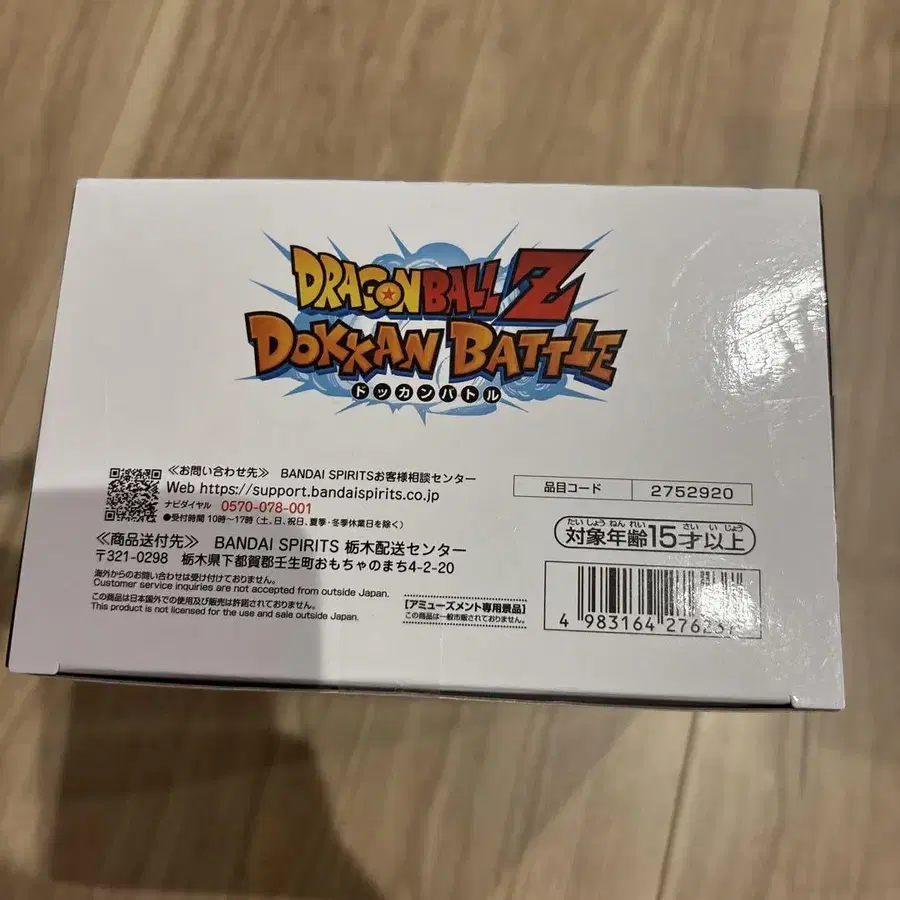 DRAGON BALL Z
DOKKAN BATTLE
ドッカンバトル
≪お問い合わせ先≫ BANDAI SPIRITSお客様相談センター
Web https://support.bandaispirits.co.jp
ナビダイヤル 0570-078-001
●受付時間 10時～17時(土、日、祝日、夏季・冬季休業日を除く)
≪商品送付先≫ BANDAI SPIRITS 栃木配送センター
〒321-0298 栃木県下都賀郡壬生町おもちゃのまち4-2-20
海外からのお問い合わせは受け付けておりません。
Customer service inquiries are not accepted from outside Japan.
この商品は日本国外での使用及び販売は許諾されておりません。
This product is not licensed for the use and sale outside Japan.
【アミューズメント専用景品】
この商品は一般市販されておりません。
品目コード 2752920
たいしょうねんれい さいいじょう
対象年齢15才以上
4 983164 276237